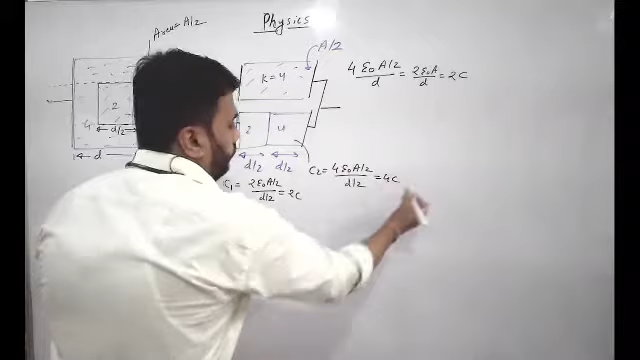 Physics
Area = A/2
A/2
K = 4
4 ε₀ A/2 / d = 2ε₀A / d = 2C
2
4
d/2
d
2
4
d/2
d/2
C₁ = 2ε₀A/2 / d/2 = 2C
C₂ = 4ε₀A/2 / d/2 = 4C